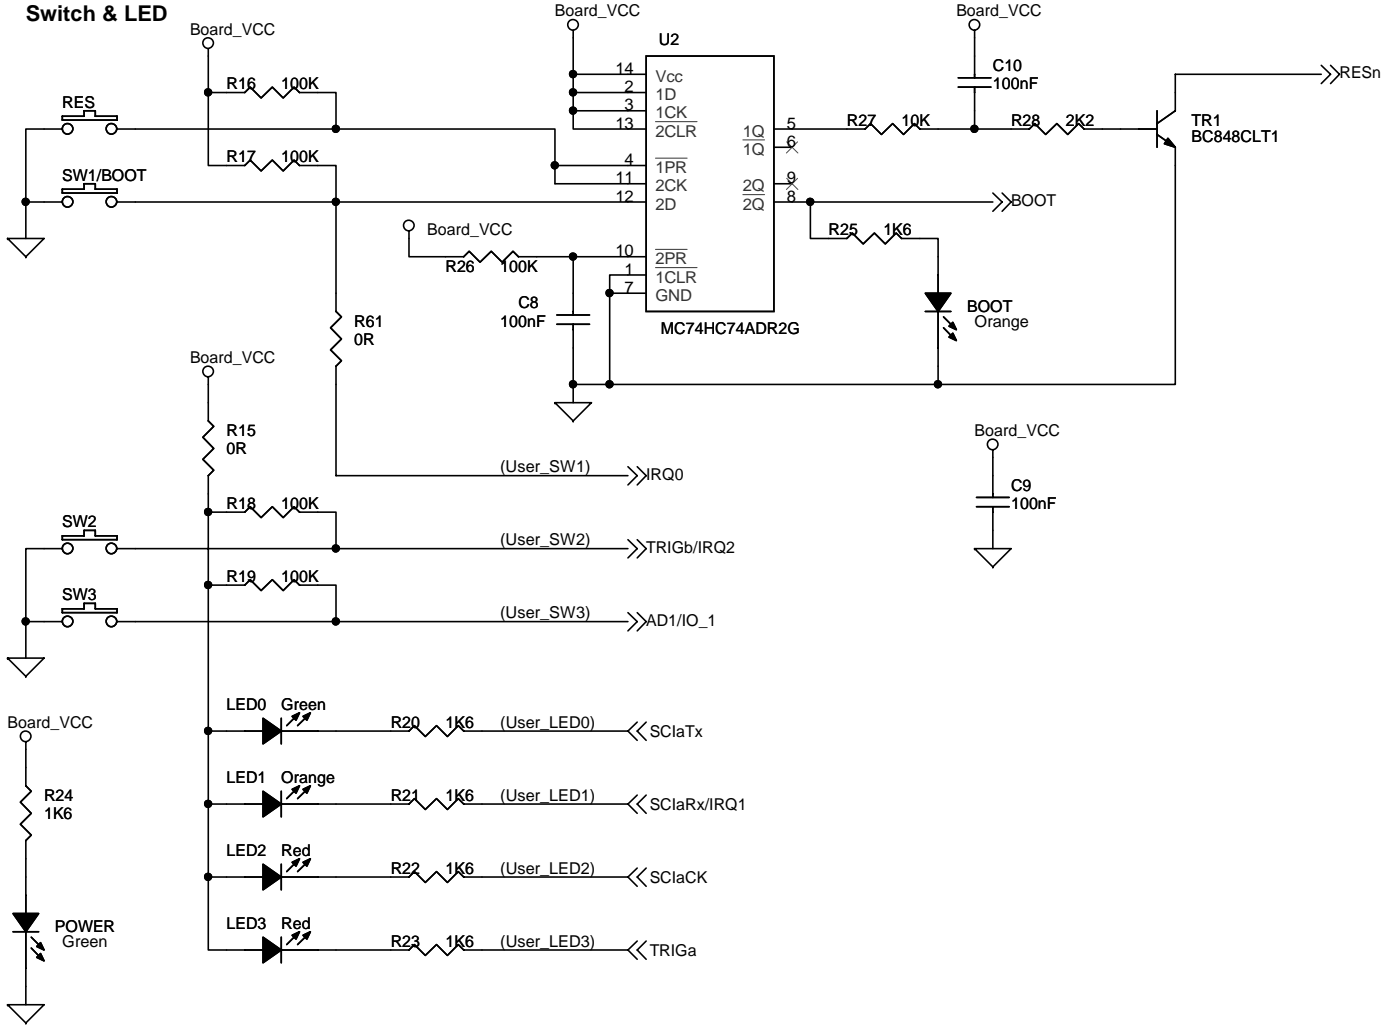 Switch & LED
Board_VCC
Board_VCC
Board_VCC
U2
R16 100K
RES
R17 100K
SW1/BOOT
14 Vcc
2 1D
3 1CK
13 2CLR
4 1PR
11 2CK
12 2D
10 2PR
1 1CLR
7 GND
1Q 5
1Q 6
2Q 9
2Q 8
MC74HC74ADR2G
C10
100nF
R27 10K
R28 2K2
TR1
BC848CLT1
RESn
BOOT
R25 1K6
BOOT
Orange
Board_VCC
R26 100K
C8
100nF
R61
0R
Board_VCC
R15
0R
(User_SW1) IRQ0
Board_VCC
C9
100nF
R18 100K
SW2
(User_SW2) TRIGb/IRQ2
R19 100K
SW3
(User_SW3) AD1/IO_1
LED0 Green
R20 1K6 (User_LED0) SCIaTx
LED1 Orange
R21 1K6 (User_LED1) SCIaRx/IRQ1
LED2 Red
R22 1K6 (User_LED2) SCIaCK
LED3 Red
R23 1K6 (User_LED3) TRIGa
Board_VCC
R24
1K6
POWER
Green